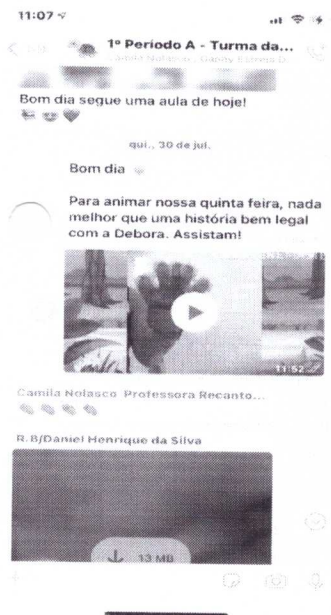 11:07
1º Período A - Turma da...
Camila Nolasco
Bom dia segue uma aula de hoje!
qui., 30 de jul.
Bom dia
Para animar nossa quinta feira, nada
melhor que uma história bem legal
com a Debora. Assistam!
11:52
Camila Nolasco Professora Recanto...
R.B/Daniel Henrique da Silva
13 MB